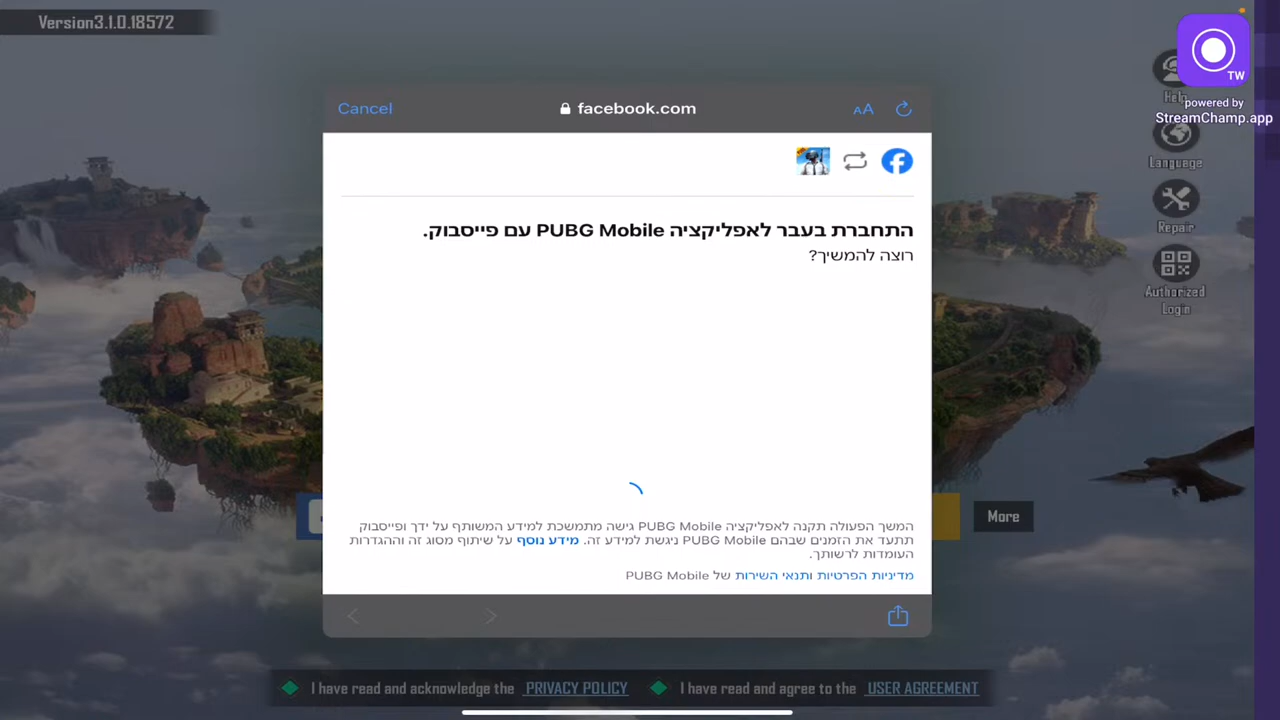 Version3.1.0.18572
TW
powered by
StreamChamp.app
Cancel
facebook.com
AA
Help
Language
Repair
Authorized
Login
התחברת בעבר לאפליקציה PUBG Mobile עם פייסבוק.
רוצה להמשיך?
More
המשך הפעולה תקנה לאפליקציה PUBG Mobile גישה מתמשכת למידע המשותף על ידך ופייסבוק
תתעד את הזמנים שבהם PUBG Mobile ניגשת למידע זה. מידע נוסף על שיתוף מסוג זה וההגדרות
העומדות לרשותך.
מדיניות הפרטיות ותנאי השירות של PUBG Mobile
I have read and acknowledge the PRIVACY POLICY
I have read and agree to the USER AGREEMENT